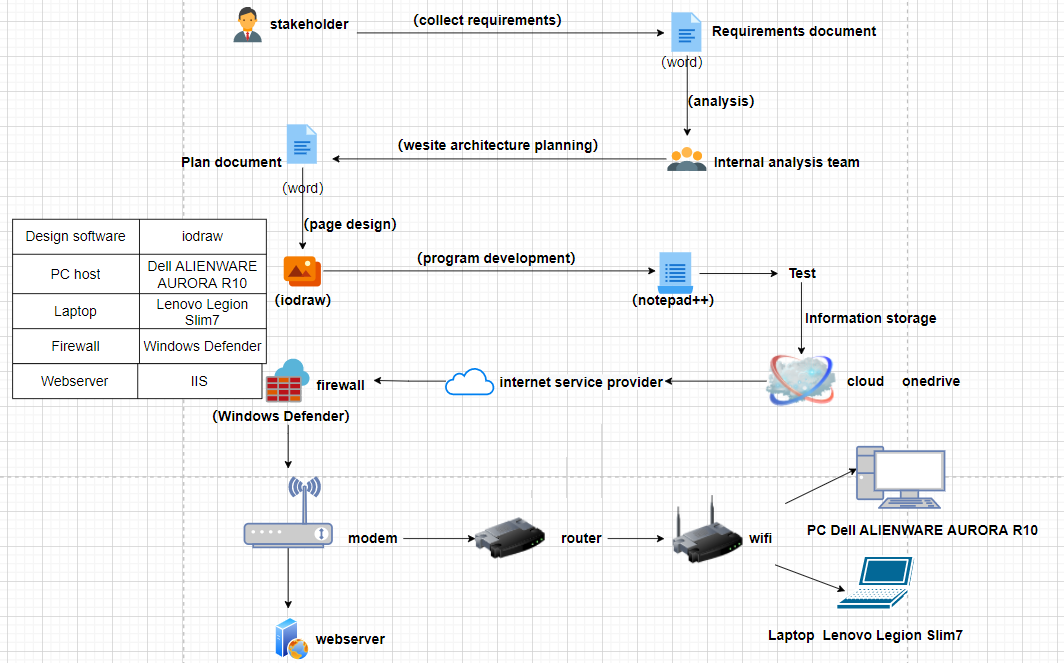 stakeholder
(collect requirements)
Requirements document
(word)
(analysis)
(wesite architecture planning)
Plan document
Internal analysis team
(word)
(page design)
Design software
iodraw
PC host
Dell ALIENWARE
AURORA R10
Laptop
Lenovo Legion
Slim7
Firewall
Windows Defender
Webserver
IIS
(program development)
Test
(iodraw)
(notepad++)
Information storage
firewall
internet service provider
cloud onedrive
(Windows Defender)
modem
router
wifi
PC Dell ALIENWARE AURORA R10
Laptop Lenovo Legion Slim7
webserver